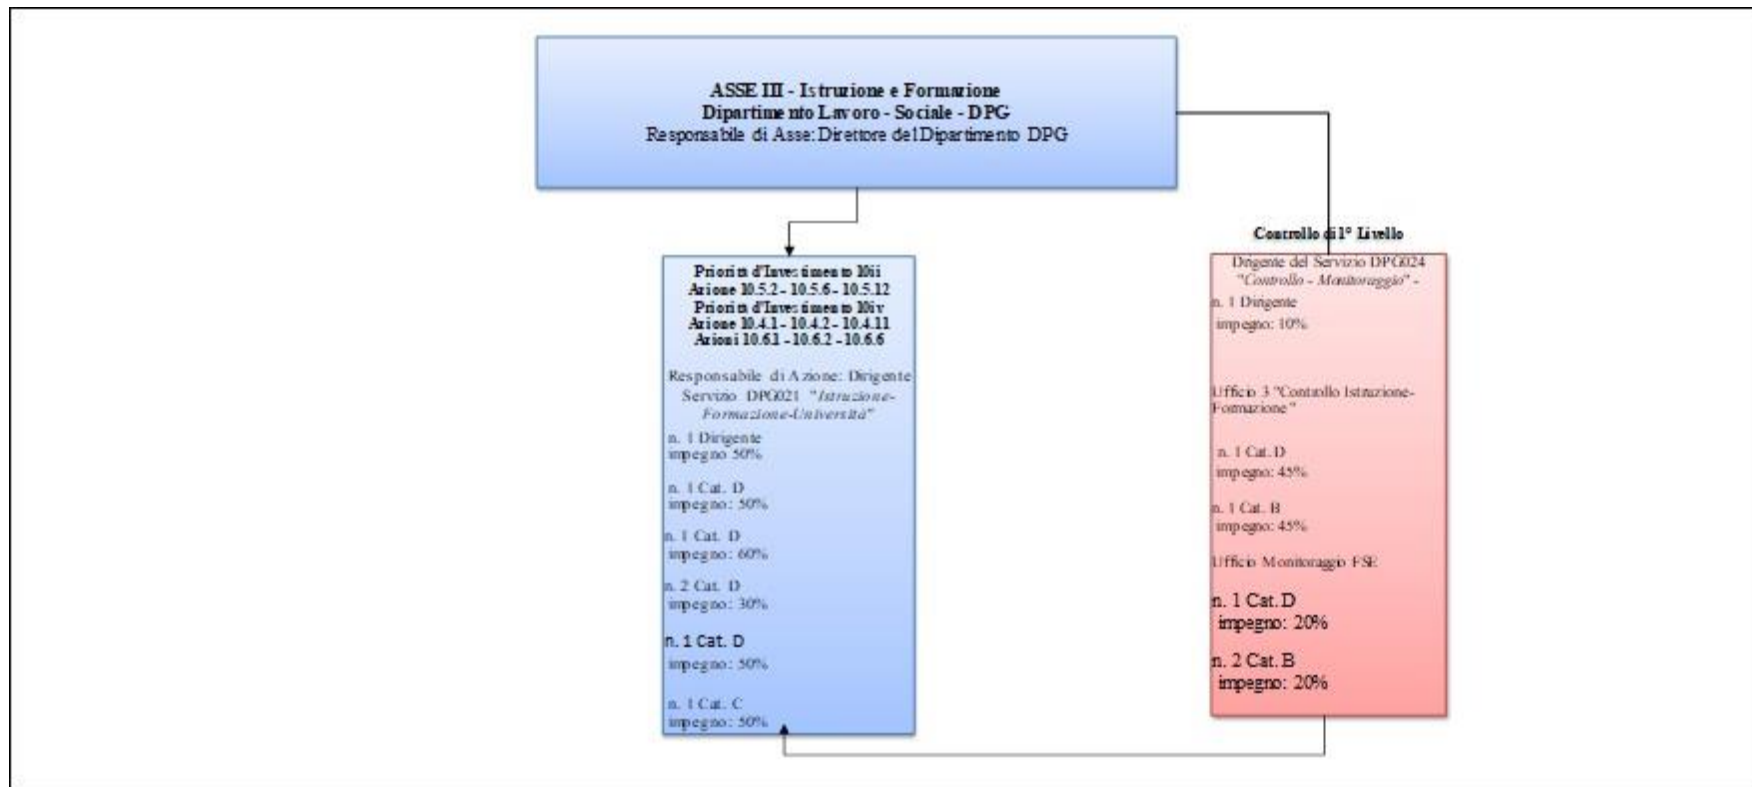 ASSE III - Istruzione e Formazione
Dipartimento Lavoro - Sociale - DPG
Responsabile di Asse: Direttore del Dipartimento DPG
Priorità d'Investimento 10ii
Azione 10.5.2 - 10.5.6 - 10.5.12
Priorità d'Investimento 10iv
Azione 10.4.1 - 10.4.2 - 10.4.11
Azioni 10.6.1 - 10.6.2 - 10.6.6
Responsabile di Azione: Dirigente
Servizio DPG021 "Istruzione-
Formazione-Università"
n. 1 Dirigente
impegno 50%
n. 1 Cat. D
impegno: 50%
n. 1 Cat. D
impegno: 60%
n. 2 Cat. D
impegno: 30%
n. 1 Cat. D
impegno: 50%
n. 1 Cat. C
impegno: 50%
Controllo di 1° Livello
Dirigente del Servizio DPG024
"Controllo - Monitoraggio" -
n. 1 Dirigente
impegno: 10%
Ufficio 3 "Controllo Istruzione-
Formazione"
n. 1 Cat. D
impegno: 45%
n. 1 Cat. B
impegno: 45%
Ufficio Monitoraggio FSE
n. 1 Cat. D
impegno: 20%
n. 2 Cat. B
impegno: 20%